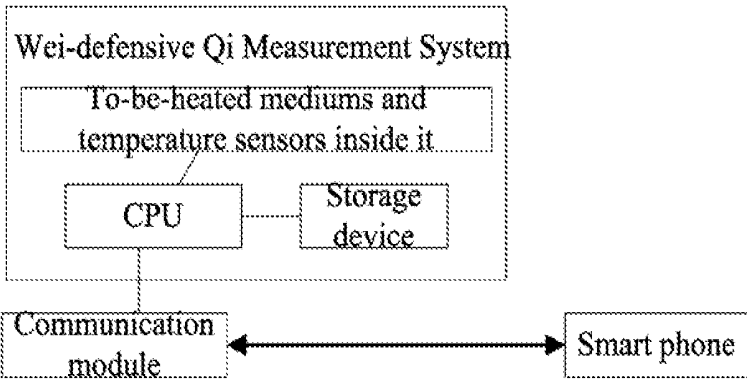 Wei-defensive Qi Measurement System
To-be-heated mediums and
temperature sensors inside it
CPU
Storage
device
Communication
module
Smart phone